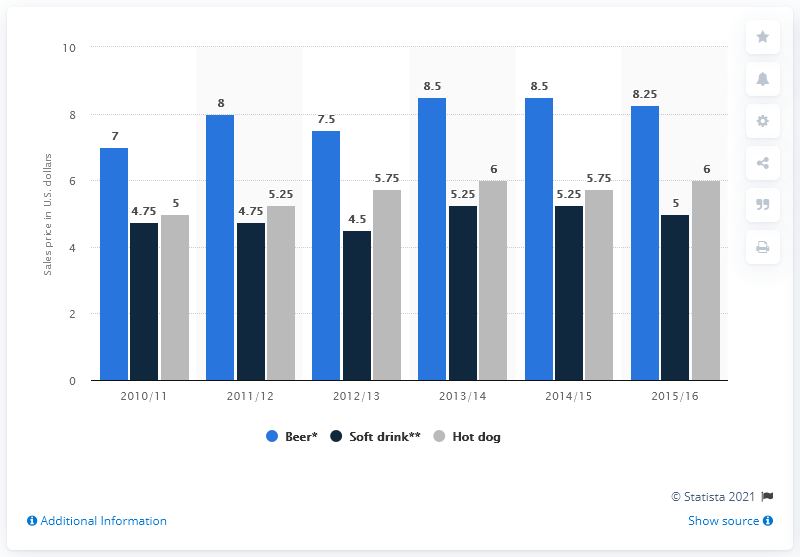 10
8
6
4
2
0
Sales price in U.S. dollars
7 4.75 5
8 4.75 5.25
7.5 4.5 5.75
8.5 5.25 6
8.5 5.25 5.75
8.25 5 6
2010/11 2011/12 2012/13 2013/14 2014/15 2015/16
Beer* Soft drink** Hot dog
© Statista 2021
Additional Information Show source